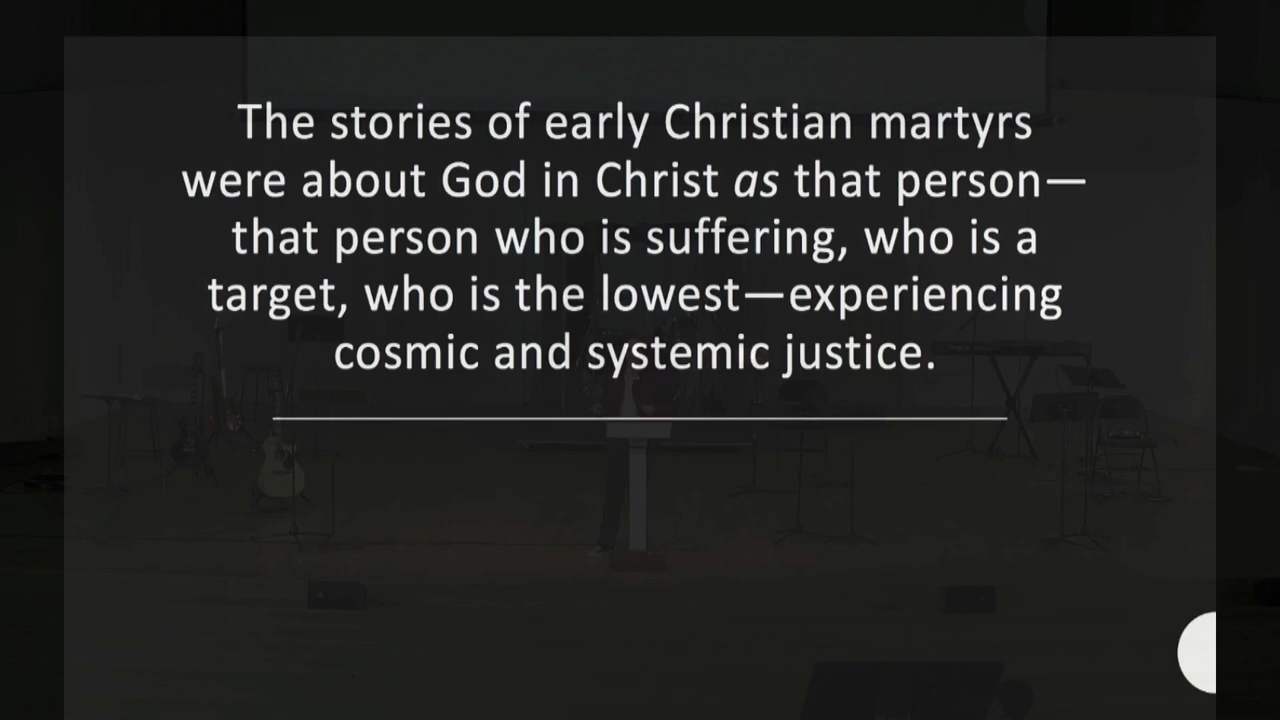 The stories of early Christian martyrs
were about God in Christ as that person—
that person who is suffering, who is a
target, who is the lowest—experiencing
cosmic and systemic justice.